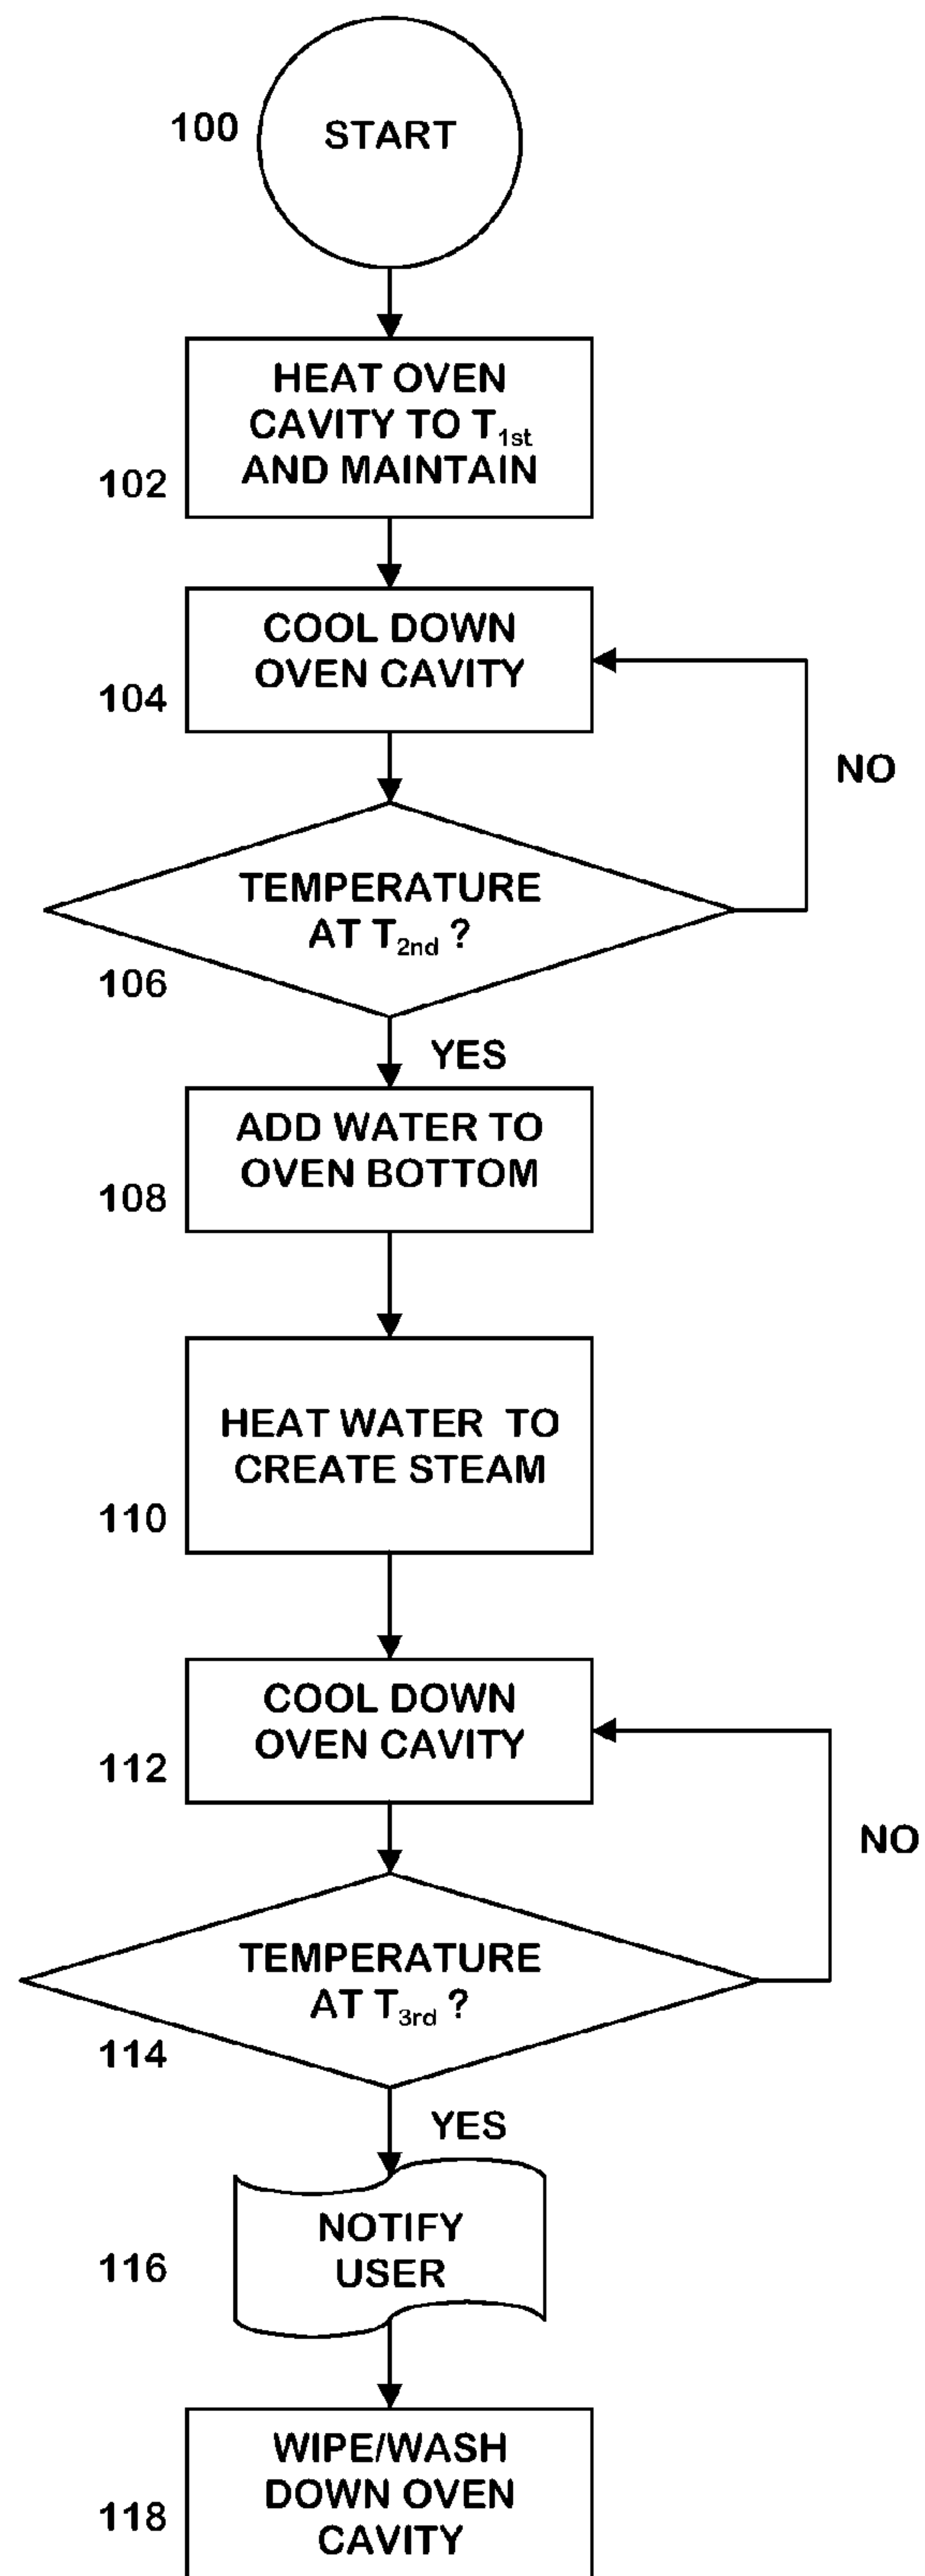 100
START
HEAT OVEN
CAVITY TO T1st
AND MAINTAIN
102
COOL DOWN
OVEN CAVITY
104
NO
TEMPERATURE
AT T2nd ?
106
YES
ADD WATER TO
OVEN BOTTOM
108
HEAT WATER TO
CREATE STEAM
110
COOL DOWN
OVEN CAVITY
112
NO
TEMPERATURE
AT T3rd ?
114
YES
NOTIFY
USER
116
WIPE/WASH
DOWN OVEN
CAVITY
118